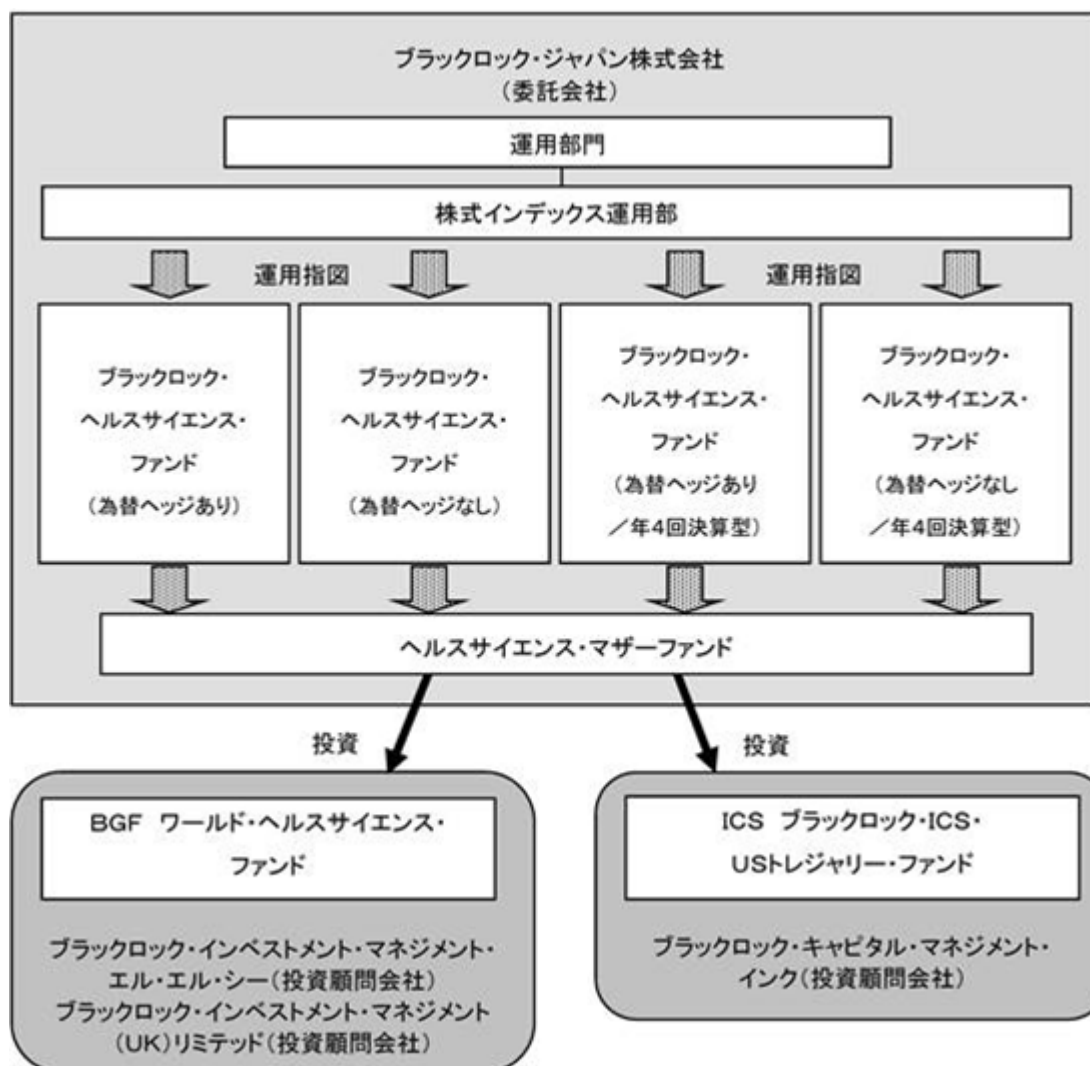 ブラックロック・ジャパン株式会社
（委託会社）
運用部門
株式インデックス運用部
運用指図
運用指図
ブラックロック・
ヘルスサイエンス・
ファンド
（為替ヘッジあり）
ブラックロック・
ヘルスサイエンス・
ファンド
（為替ヘッジなし）
ブラックロック・
ヘルスサイエンス・
ファンド
（為替ヘッジあり
／年4回決算型）
ブラックロック・
ヘルスサイエンス・
ファンド
（為替ヘッジなし
／年4回決算型）
ヘルスサイエンス・マザーファンド
投資
投資
BGF ワールド・ヘルスサイエンス・
ファンド
ブラックロック・インベストメント・マネジメント・
エル・エル・シー（投資顧問会社）
ブラックロック・インベストメント・マネジメント
（UK）リミテッド（投資顧問会社）
ICS ブラックロック・ICS・
USトレジャリー・ファンド
ブラックロック・キャピタル・マネジメント・
インク（投資顧問会社）